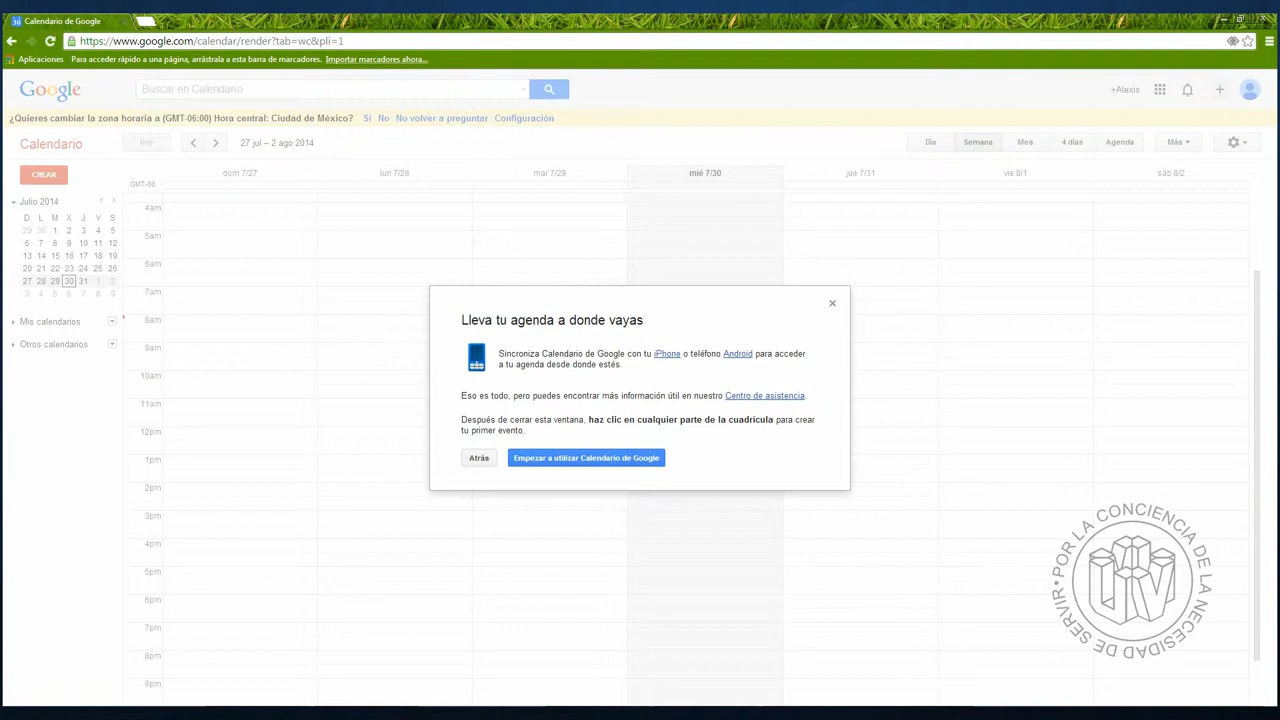 Calendario de Google
https://www.google.com/calendar/render?tab=wc&pli=1
Aplicaciones Para acceder rápido a una página, arrástrala a esta barra de marcadores. Importar marcadores ahora...
Google
Buscar en Calendario
+Alexis
¿Quieres cambiar la zona horaria a (GMT-06:00) Hora central: Ciudad de México? Sí No No volver a preguntar Configuración
Calendario
Hoy
27 jul – 2 ago 2014
Día Semana Mes 4 días Agenda Más
CREAR
dom 7/27 lun 7/28 mar 7/29 mié 7/30 jue 7/31 vie 8/1 sáb 8/2
GMT-08
Julio 2014
D L M X J V S
29 30 1 2 3 4 5
6 7 8 9 10 11 12
13 14 15 16 17 18 19
20 21 22 23 24 25 26
27 28 29 30 31 1 2
3 4 5 6 7 8 9
Mis calendarios
Otros calendarios
4am
5am
6am
7am
8am
9am
10am
11am
12pm
1pm
2pm
3pm
4pm
5pm
6pm
7pm
8pm
9pm
Lleva tu agenda a donde vayas
Sincroniza Calendario de Google con tu iPhone o teléfono Android para acceder
a tu agenda desde donde estés.
Eso es todo, pero puedes encontrar más información útil en nuestro Centro de asistencia.
Después de cerrar esta ventana, haz clic en cualquier parte de la cuadrícula para crear
tu primer evento.
Atrás
Empezar a utilizar Calendario de Google
POR LA CONCIENCIA DE LA NECESIDAD DE SERVIR